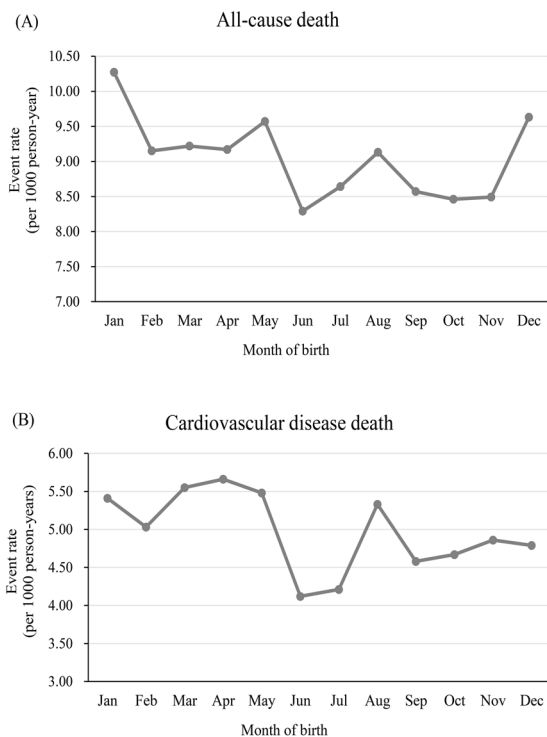 (A)
All-cause death
Event rate
(per 1000 person-year)
10.50
10.00
9.50
9.00
8.50
8.00
7.50
7.00
Jan Feb Mar Apr May Jun Jul Aug Sep Oct Nov Dec
Month of birth
(B)
Cardiovascular disease death
Event rate
(per 1000 person-years)
6.00
5.50
5.00
4.50
4.00
3.50
3.00
Jan Feb Mar Apr May Jun Jul Aug Sep Oct Nov Dec
Month of birth